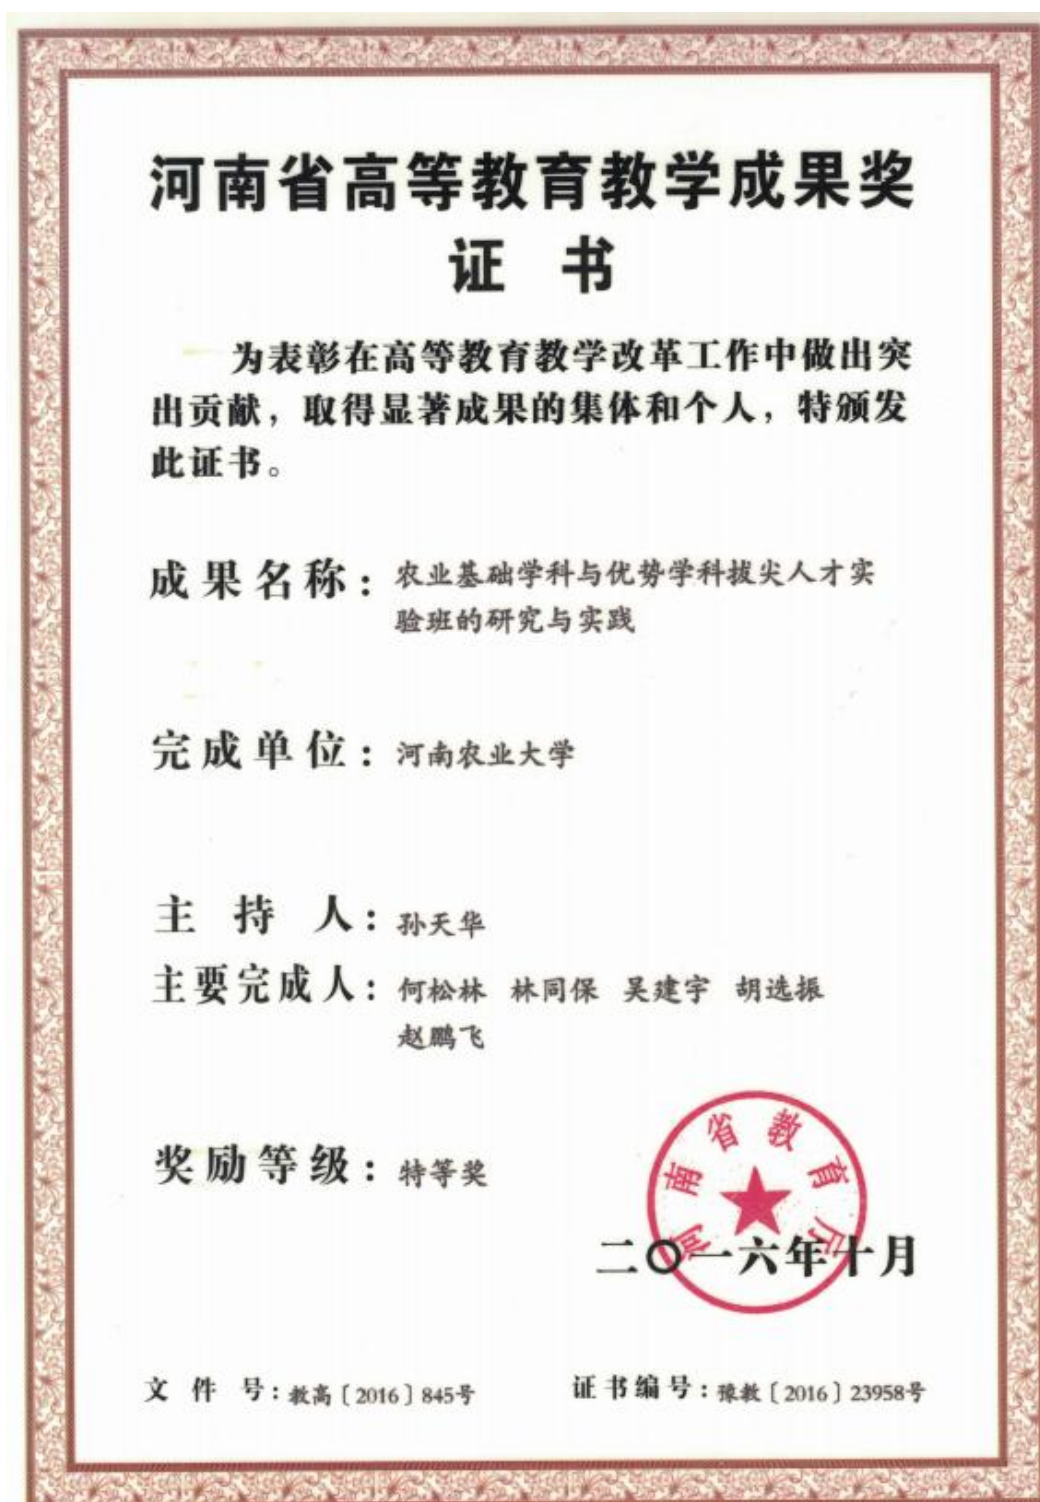 河南省高等教育教学成果奖
证 书
为表彰在高等教育教学改革工作中做出突
出贡献，取得显著成果的集体和个人，特颁发
此证书。
成果名称：农业基础学科与优势学科拔尖人才实
验班的研究与实践
完成单位：河南农业大学
主 持 人：孙天华
主要完成人：何松林 林同保 吴建宇 胡选振
赵鹏飞
奖励等级：特等奖
河南省教育厅
二〇一六年十月
文 件 号：教高〔2016〕845号 证书编号：豫教〔2016〕23958号